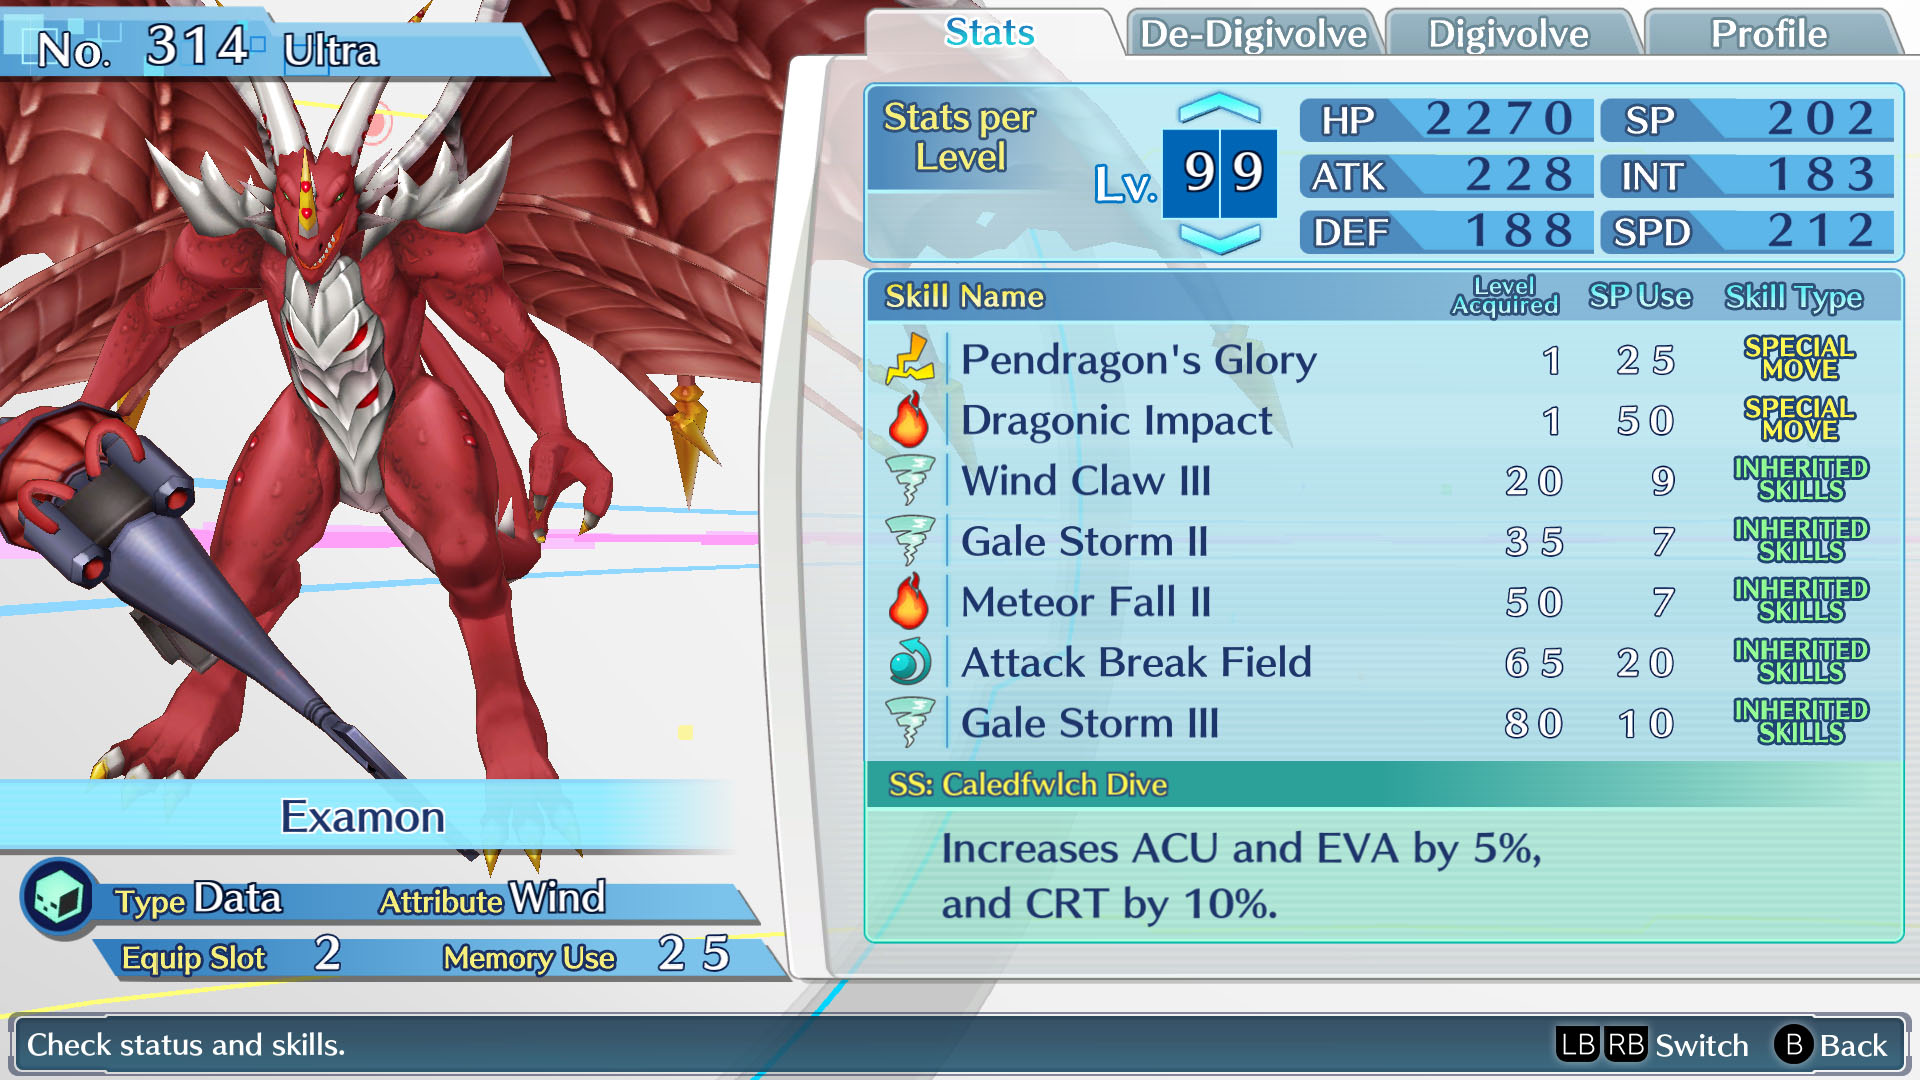 No. 314 Ultra
Stats
De-Digivolve
Digivolve
Profile
Stats per
Level
Lv. 99
HP 2270
SP 202
ATK 228
INT 183
DEF 188
SPD 212
Skill Name
Level
Acquired
SP Use
Skill Type
Pendragon's Glory 1 25 SPECIAL
MOVE
Dragonic Impact 1 50 SPECIAL
MOVE
Wind Claw III 20 9 INHERITED
SKILLS
Gale Storm II 35 7 INHERITED
SKILLS
Meteor Fall II 50 7 INHERITED
SKILLS
Attack Break Field 65 20 INHERITED
SKILLS
Gale Storm III 80 10 INHERITED
SKILLS
SS: Caledfwlch Dive
Increases ACU and EVA by 5%,
and CRT by 10%.
Examon
Type Data Attribute Wind
Equip Slot 2 Memory Use 25
Check status and skills.
LB RB Switch B Back